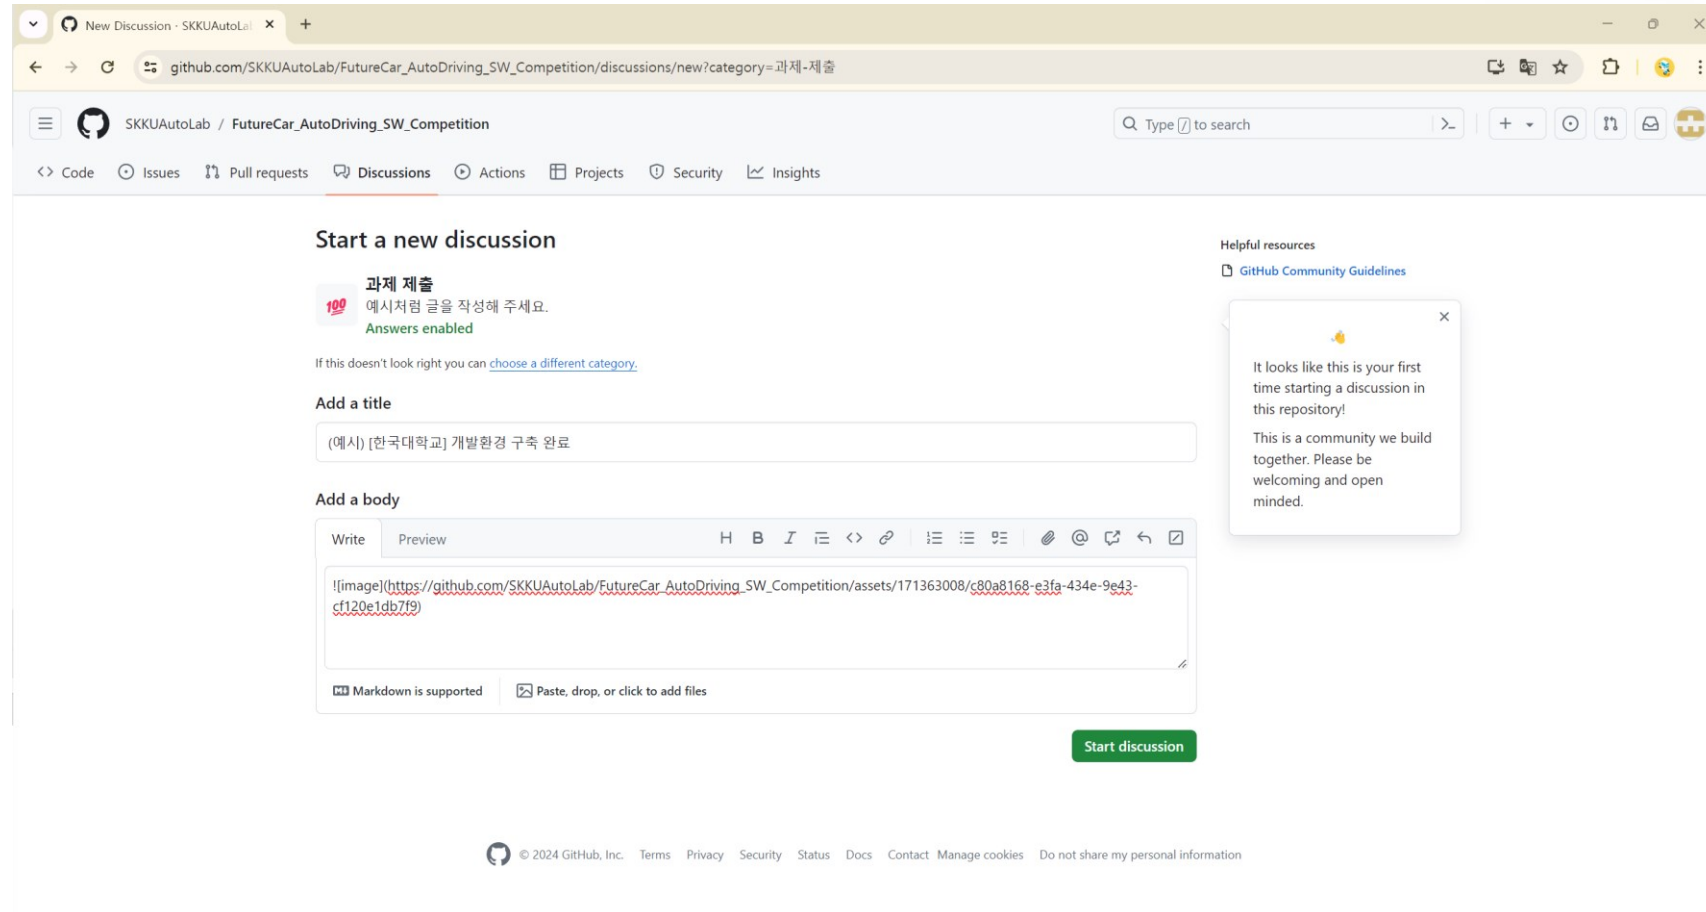 New Discussion · SKKUAutoLa
github.com/SKKUAutoLab/FutureCar_AutoDriving_SW_Competition/discussions/new?category=과제-제출
SKKUAutoLab / FutureCar_AutoDriving_SW_Competition
Type / to search
Code Issues Pull requests Discussions Actions Projects Security Insights
Start a new discussion
💯 과제 제출
예시처럼 글을 작성해 주세요.
Answers enabled
If this doesn't look right you can choose a different category.
Add a title
(예시) [한국대학교] 개발환경 구축 완료
Add a body
Write Preview
![image](https://github.com/SKKUAutoLab/FutureCar_AutoDriving_SW_Competition/assets/171363008/c80a8168-e3fa-434e-9e43-
cf120e1db7f9)
Markdown is supported Paste, drop, or click to add files
Start discussion
Helpful resources
GitHub Community Guidelines
It looks like this is your first
time starting a discussion in
this repository!
This is a community we build
together. Please be
welcoming and open
minded.
© 2024 GitHub, Inc. Terms Privacy Security Status Docs Contact Manage cookies Do not share my personal information